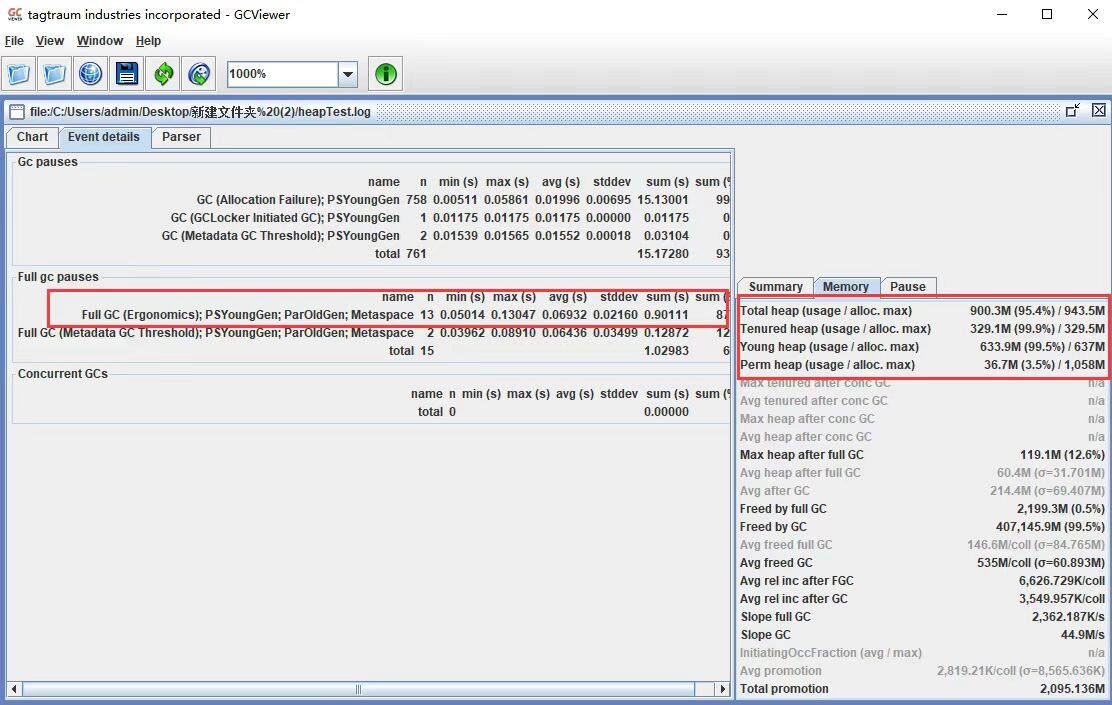 tagtraum industries incorporated - GCViewer
File View Window Help
1000%
file:/C:/Users/admin/Desktop/新建文件夹%20(2)/heapTest.log
Chart Event details Parser
Gc pauses
name n min (s) max (s) avg (s) stddev sum (s) sum (%
GC (Allocation Failure); PSYoungGen 758 0.00511 0.05861 0.01996 0.00695 15.13001 99
GC (GCLocker Initiated GC); PSYoungGen 1 0.01175 0.01175 0.01175 0.00000 0.01175 0
GC (Metadata GC Threshold); PSYoungGen 2 0.01539 0.01565 0.01552 0.00018 0.03104 0
total 761 15.17280 93
Full gc pauses
name n min (s) max (s) avg (s) stddev sum (s) sum (
Full GC (Ergonomics); PSYoungGen; ParOldGen; Metaspace 13 0.05014 0.13047 0.06932 0.02160 0.90111 87
Full GC (Metadata GC Threshold); PSYoungGen; ParOldGen; Metaspace 2 0.03962 0.08910 0.06436 0.03499 0.12872 12
total 15 1.02983 6
Concurrent GCs
name n min (s) max (s) avg (s) stddev sum (s) sum (%
total 0 0.00000
Summary Memory Pause
Total heap (usage / alloc. max) 900.3M (95.4%) / 943.5M
Tenured heap (usage / alloc. max) 329.1M (99.9%) / 329.5M
Young heap (usage / alloc. max) 633.9M (99.5%) / 637M
Perm heap (usage / alloc. max) 36.7M (3.5%) / 1,058M
Max tenured after conc GC n/a
Avg tenured after conc GC n/a
Max heap after conc GC n/a
Avg heap after conc GC n/a
Max heap after full GC 119.1M (12.6%)
Avg heap after full GC 60.4M (σ=31.701M)
Avg after GC 214.4M (σ=69.407M)
Freed by full GC 2,199.3M (0.5%)
Freed by GC 407,145.9M (99.5%)
Avg freed full GC 146.6M/coll (σ=84.765M)
Avg freed GC 535M/coll (σ=60.893M)
Avg rel inc after FGC 6,626.729K/coll
Avg rel inc after GC 3,549.957K/coll
Slope full GC 2,362.187K/s
Slope GC 44.9M/s
InitiatingOccFraction (avg / max) n/a
Avg promotion 2,819.21K/coll (σ=8,565.636K)
Total promotion 2,095.136M